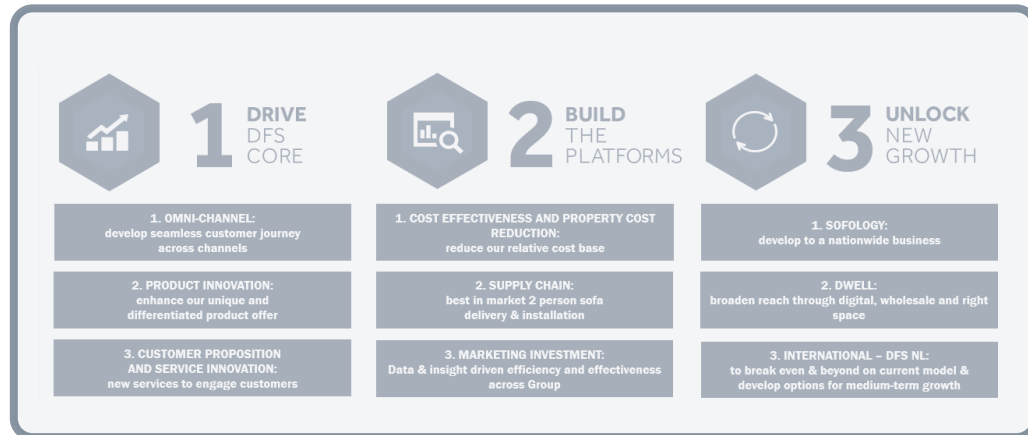 1
DRIVE
DFS
CORE
1. OMNI-CHANNEL:
develop seamless customer journey
across channels
2. PRODUCT INNOVATION:
enhance our unique and
differentiated product offer
3. CUSTOMER PROPOSITION
AND SERVICE INNOVATION:
new services to engage customers
2
BUILD
THE
PLATFORMS
1. COST EFFECTIVENESS AND PROPERTY COST
REDUCTION:
reduce our relative cost base
2. SUPPLY CHAIN:
best in market 2 person sofa
delivery & installation
3. MARKETING INVESTMENT:
Data & insight driven efficiency and effectiveness
across Group
3
UNLOCK
NEW
GROWTH
1. SOFOLOGY:
develop to a nationwide business
2. DWELL:
broaden reach through digital, wholesale and right
space
3. INTERNATIONAL – DFS NL:
to break even & beyond on current model &
develop options for medium-term growth